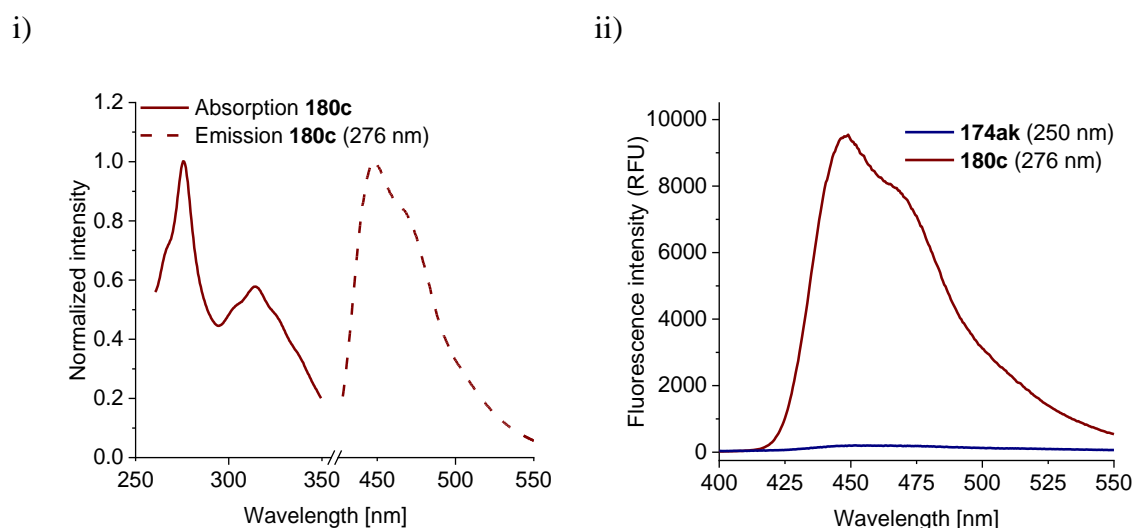 i)
ii)
Absorption 180c
Emission 180c (276 nm)
Normalized intensity
1.2
1.0
0.8
0.6
0.4
0.2
0.0
250
300
350
450
500
550
Wavelength [nm]
174ak (250 nm)
180c (276 nm)
Fluorescence intensity (RFU)
10000
8000
6000
4000
2000
0
400
425
450
475
500
525
550
Wavelength [nm]